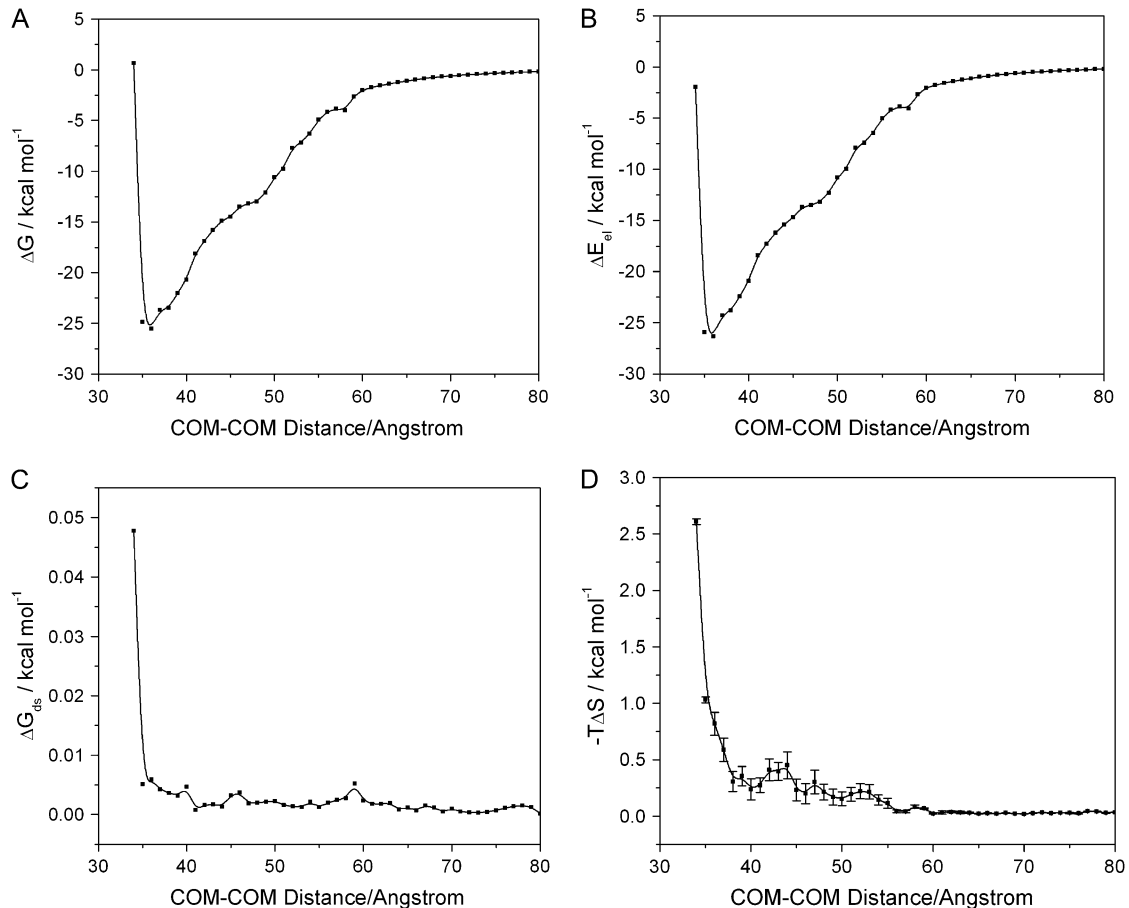 A
5
0
-5
-10
-15
-20
-25
-30
ΔG / kcal mol⁻¹
30 40 50 60 70 80
COM-COM Distance/Angstrom
B
5
0
-5
-10
-15
-20
-25
-30
ΔEel / kcal mol⁻¹
30 40 50 60 70 80
COM-COM Distance/Angstrom
C
0.05
0.04
0.03
0.02
0.01
0.00
ΔGds / kcal mol⁻¹
30 40 50 60 70 80
COM-COM Distance/Angstrom
D
3.0
2.5
2.0
1.5
1.0
0.5
0.0
-TΔS / kcal mol⁻¹
30 40 50 60 70 80
COM-COM Distance/Angstrom